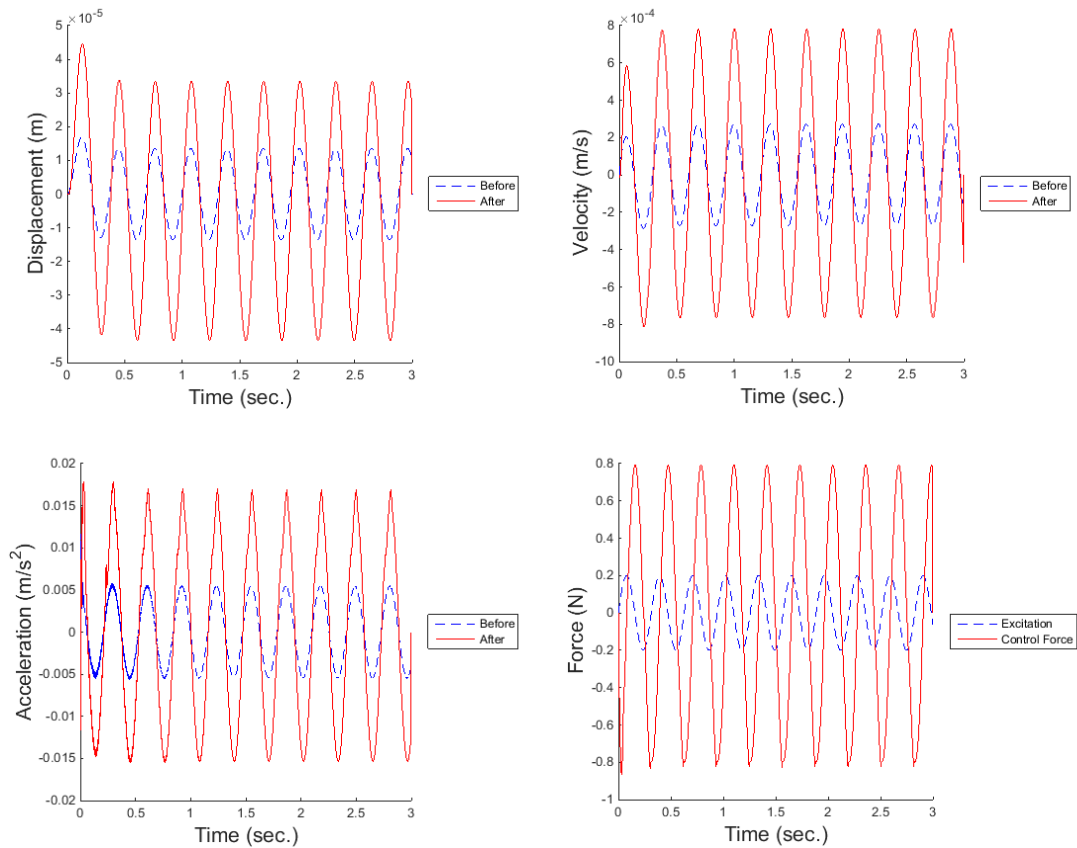 ×10⁻⁵
5
4
3
2
1
0
-1
-2
-3
-4
-5
0 0.5 1 1.5 2 2.5 3
Displacement (m)
Time (sec.)
Before
After
×10⁻⁴
8
6
4
2
0
-2
-4
-6
-8
-10
0 0.5 1 1.5 2 2.5 3
Velocity (m/s)
Time (sec.)
Before
After
0.02
0.015
0.01
0.005
0
-0.005
-0.01
-0.015
-0.02
0 0.5 1 1.5 2 2.5 3
Acceleration (m/s²)
Time (sec.)
Before
After
0.8
0.6
0.4
0.2
0
-0.2
-0.4
-0.6
-0.8
-1
0 0.5 1 1.5 2 2.5 3
Force (N)
Time (sec.)
Excitation
Control Force